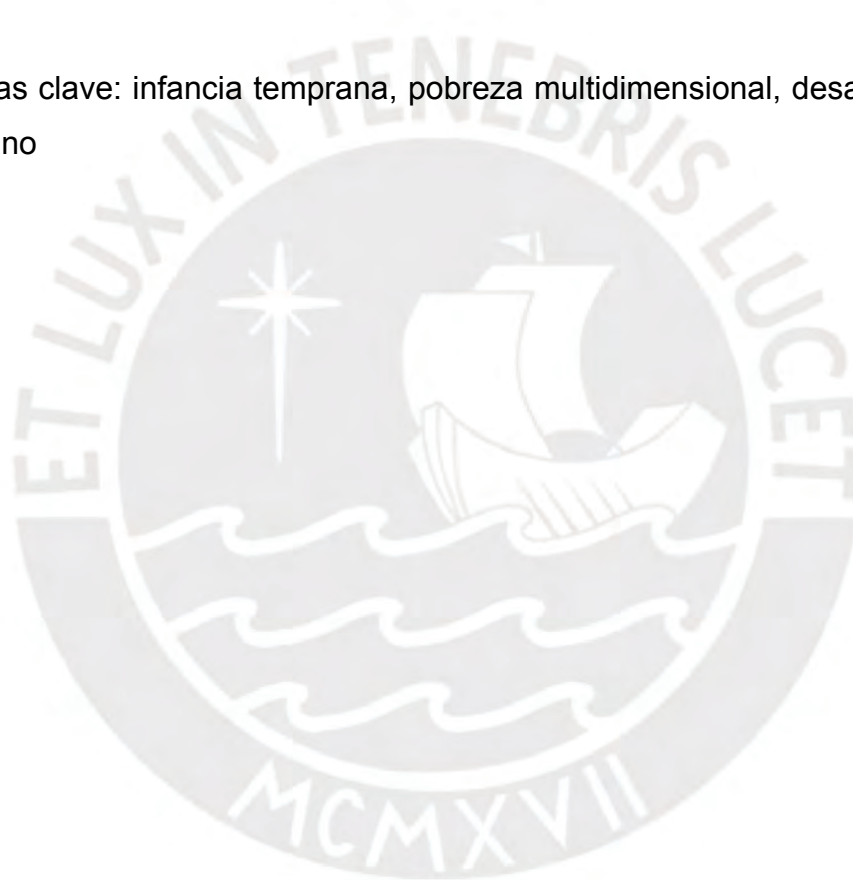 as clave: infancia temprana, pobreza multidimensional, desa
no
ET LUX IN TENEBRIS LUCET
MCMXVII